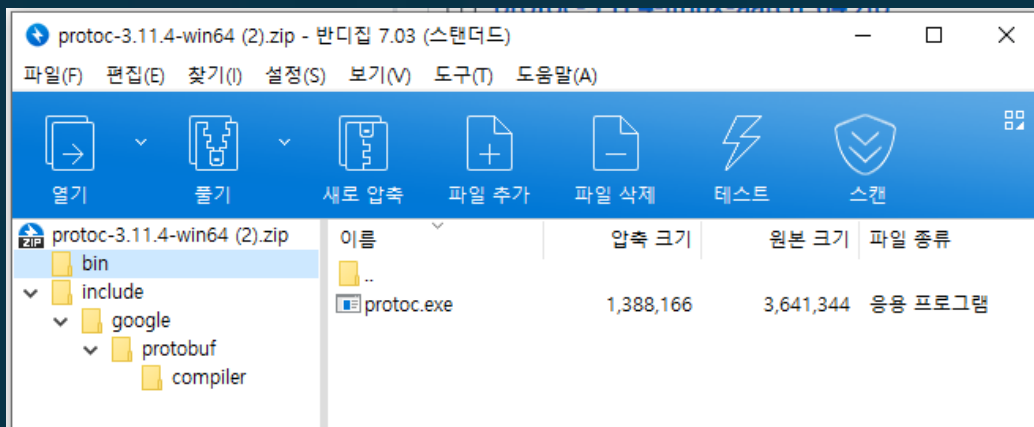 protoc-3.11.4-win64 (2).zip - 반디집 7.03 (스탠더드)
파일(F) 편집(E) 찾기(I) 설정(S) 보기(V) 도구(T) 도움말(A)
열기 풀기 새로 압축 파일 추가 파일 삭제 테스트 스캔
ZIP protoc-3.11.4-win64 (2).zip
bin
include
google
protobuf
compiler
이름 압축 크기 원본 크기 파일 종류
..
protoc.exe 1,388,166 3,641,344 응용 프로그램